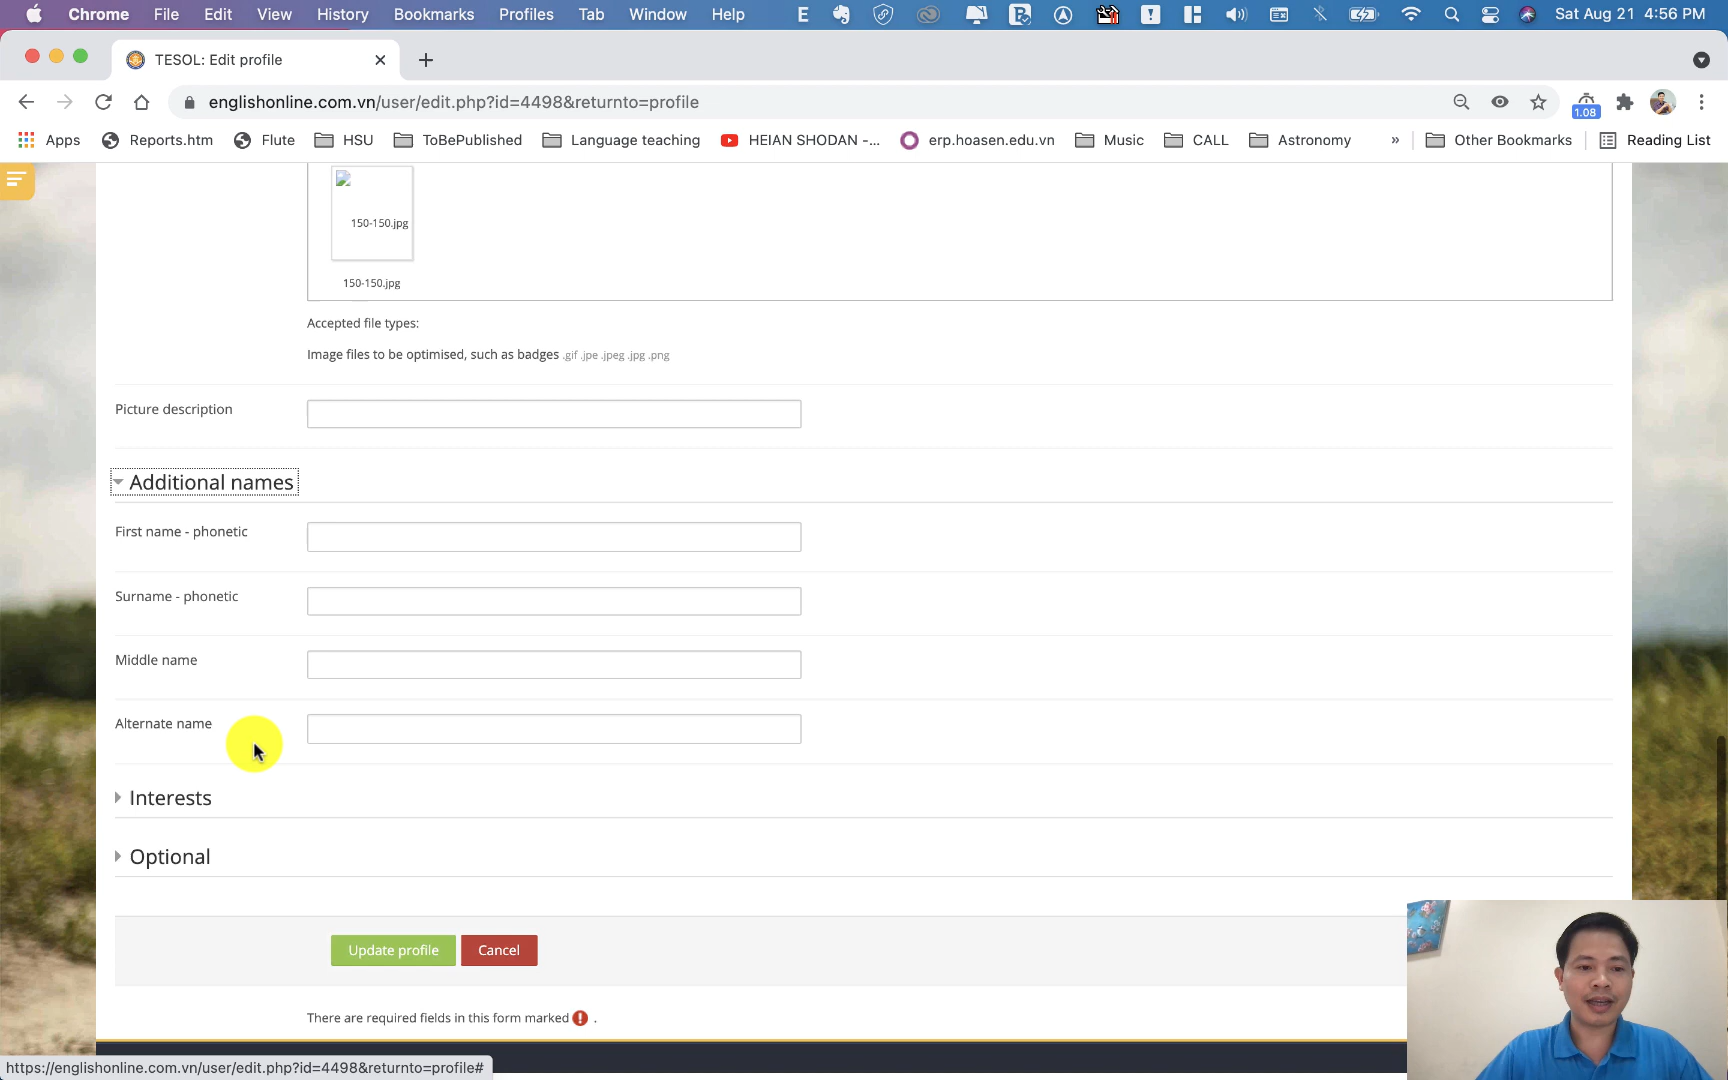 Chrome File Edit View History Bookmarks Profiles Tab Window Help Sat Aug 21 4:56 PM
TESOL: Edit profile
englishonline.com.vn/user/edit.php?id=4498&returnto=profile
1.08
Apps Reports.htm Flute HSU ToBePublished Language teaching HEIAN SHODAN -... erp.hoasen.edu.vn Music CALL Astronomy » Other Bookmarks Reading List
150-150.jpg
150-150.jpg
Accepted file types:
Image files to be optimised, such as badges .gif .jpe .jpeg .jpg .png
Picture description
Additional names
First name - phonetic
Surname - phonetic
Middle name
Alternate name
Interests
Optional
Update profile Cancel
There are required fields in this form marked .
https://englishonline.com.vn/user/edit.php?id=4498&returnto=profile#